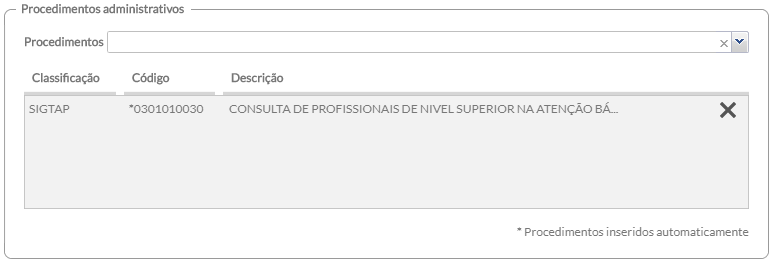 Procedimentos administrativos
Procedimentos
Classificação Código Descrição
SIGTAP *0301010030 CONSULTA DE PROFISSIONAIS DE NIVEL SUPERIOR NA ATENÇÃO BÁ...
* Procedimentos inseridos automaticamente